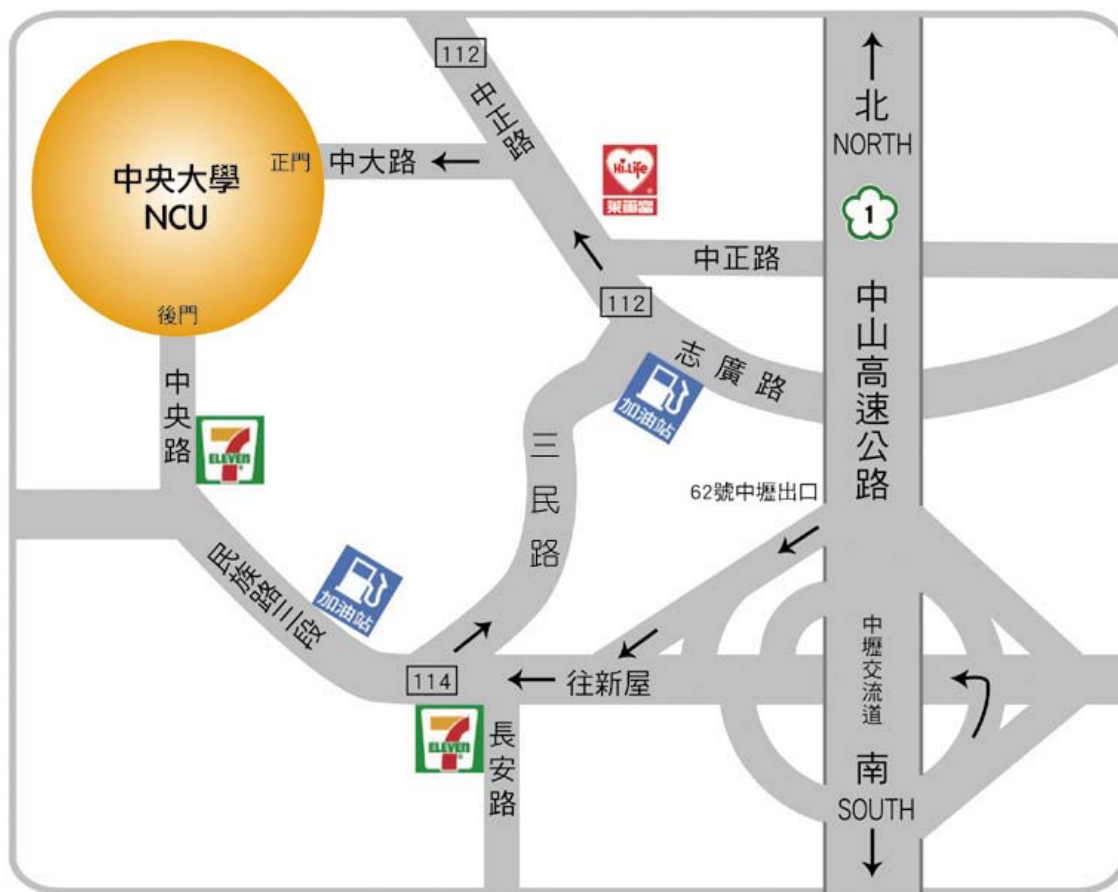 112
中正路
北
NORTH
正門
中大路
中央大學
NCU
Hi-Life
萊爾富
1
中正路
112
後門
中山高速公路
志廣路
加油站
中央路
7
ELEVEN
三民路
62號中壢出口
民族路三段
加油站
中壢交流道
114
往新屋
7
ELEVEN
長安路
南
SOUTH